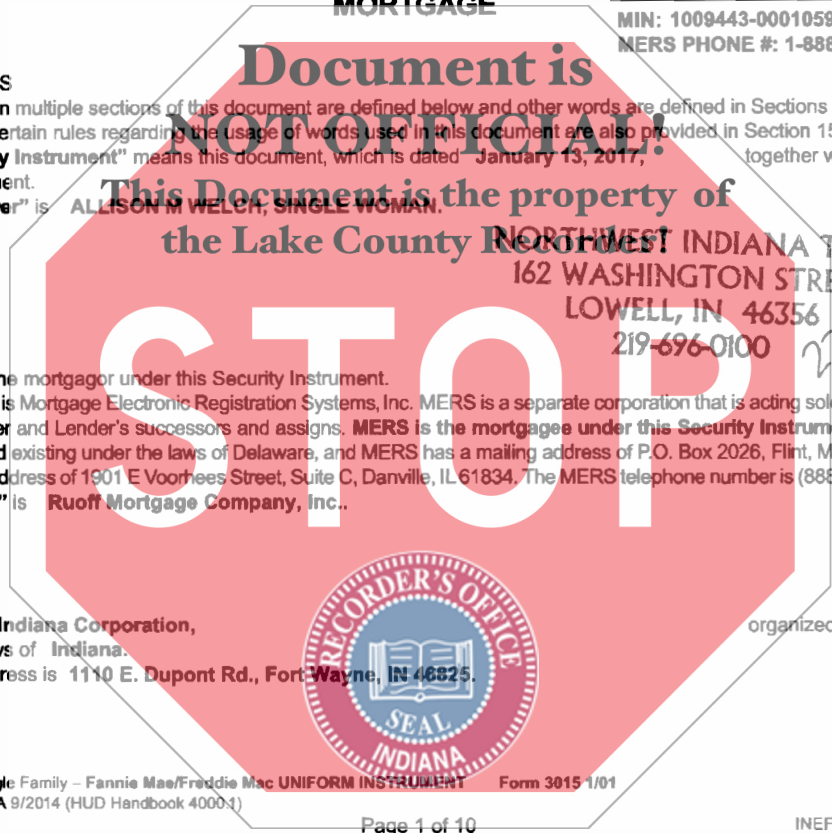 MORTGAGE
MIN: 1009443-0001059
MERS PHONE #: 1-888
Document is
S
n multiple sections of this document are defined below and other words are defined in Sections
NOT OFFICIAL!
ertain rules regarding the usage of words used in this document are also provided in Section 1
y Instrument" means this document, which is dated January 13, 2017, together w
ent.
This Document is the property of
er" is ALLISON M WELCH, SINGLE WOMAN.
the Lake County Recorder!
NORTHWEST INDIANA T
162 WASHINGTON STRE
LOWELL, IN 46356
219-696-0100
STOP
he mortgagor under this Security Instrument.
is Mortgage Electronic Registration Systems, Inc. MERS is a separate corporation that is acting sol
er and Lender's successors and assigns. MERS is the mortgagee under this Security Instrum
d existing under the laws of Delaware, and MERS has a mailing address of P.O. Box 2026, Flint, M
ddress of 1901 E Voorhees Street, Suite C, Danville, IL 61834. The MERS telephone number is (888
" is Ruoff Mortgage Company, Inc..
RECORDER'S OFFICE
SEAL
INDIANA
Indiana Corporation, organized
ws of Indiana.
ress is 1110 E. Dupont Rd., Fort Wayne, IN 46825.
gle Family – Fannie Mae/Freddie Mac UNIFORM INSTRUMENT Form 3015 1/01
A 9/2014 (HUD Handbook 4000.1)
Page 1 of 10
INEF